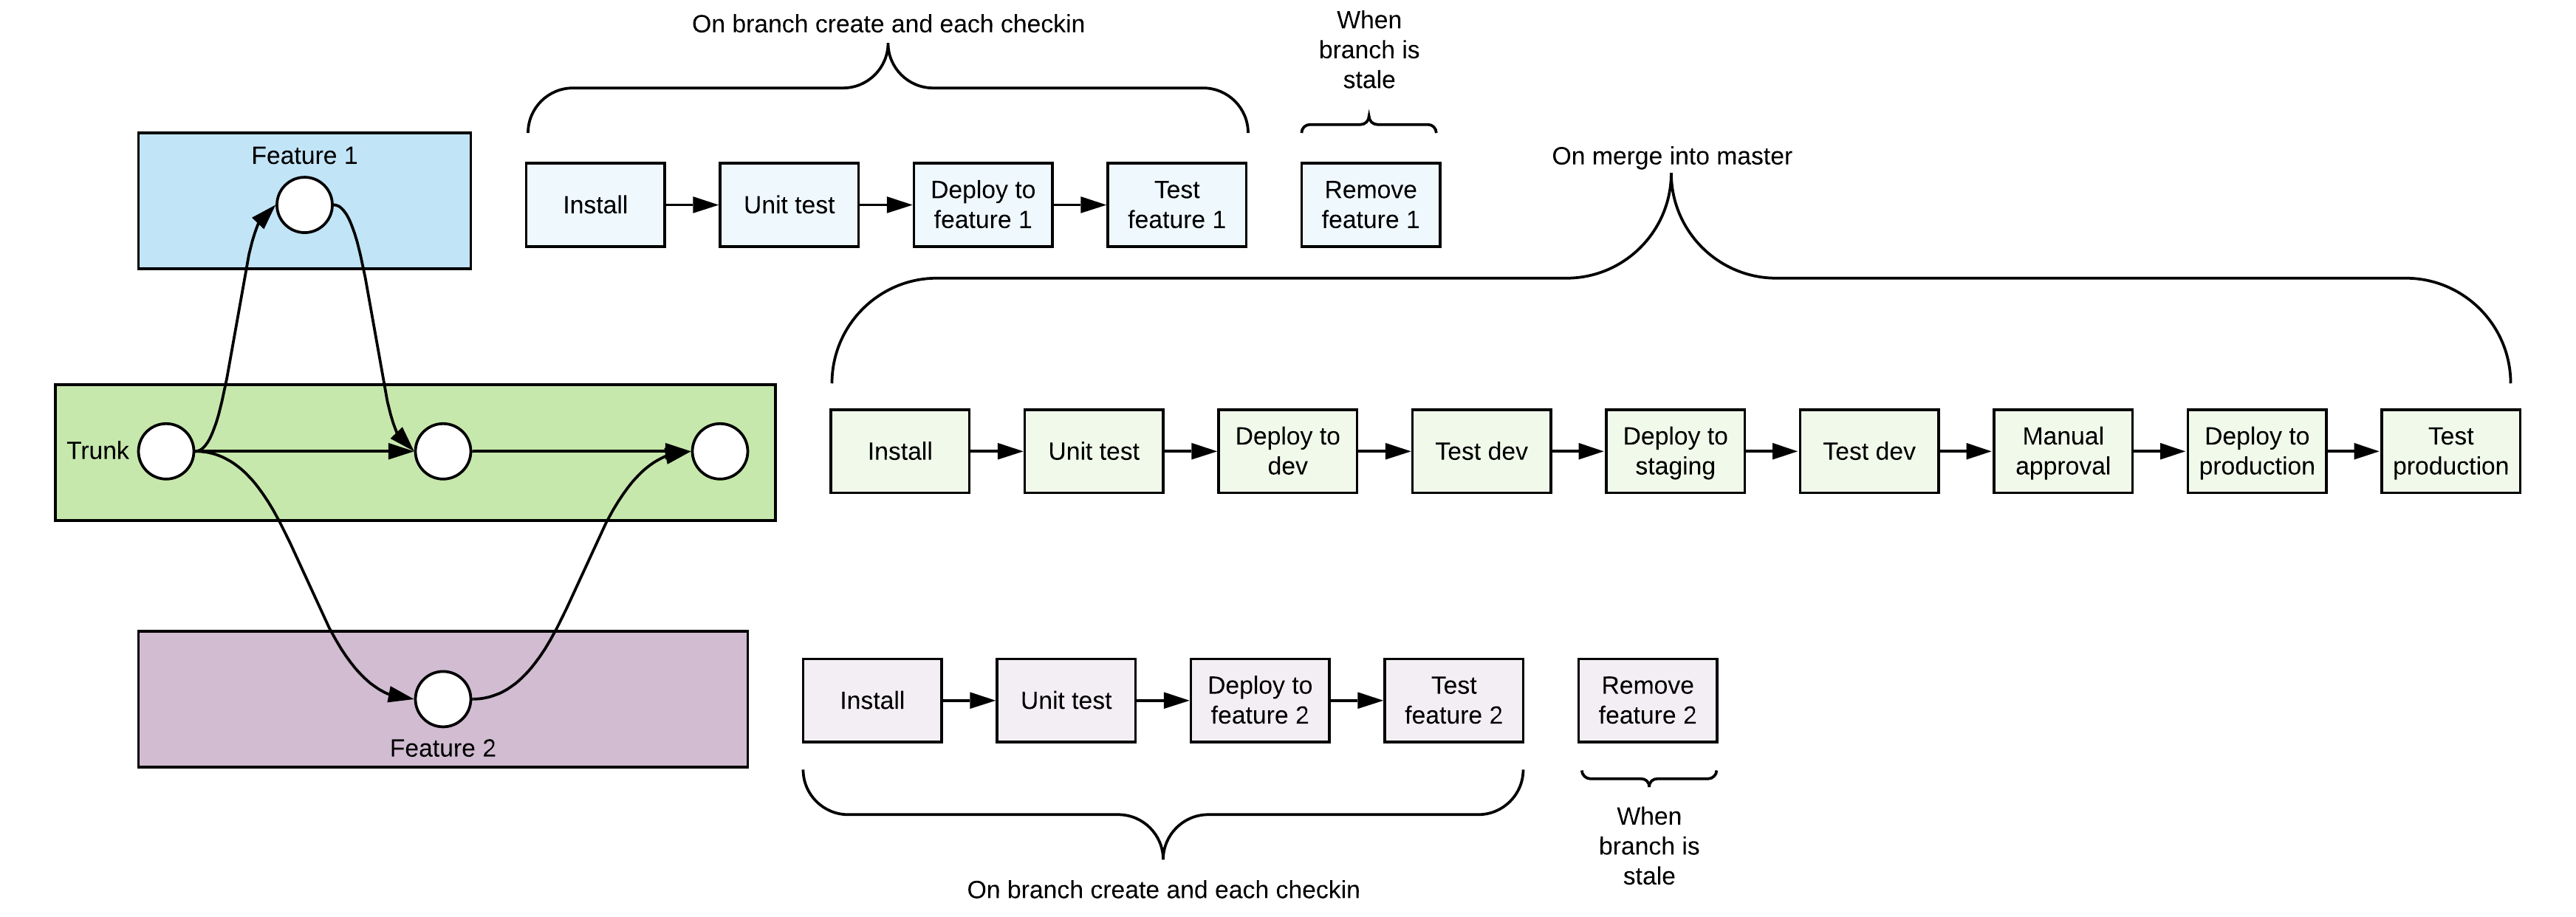 On branch create and each checkin
When
branch is
stale
Feature 1
Install
Unit test
Deploy to
feature 1
Test
feature 1
Remove
feature 1
On merge into master
Trunk
Install
Unit test
Deploy to
dev
Test dev
Deploy to
staging
Test dev
Manual
approval
Deploy to
production
Test
production
Feature 2
Install
Unit test
Deploy to
feature 2
Test
feature 2
Remove
feature 2
On branch create and each checkin
When
branch is
stale